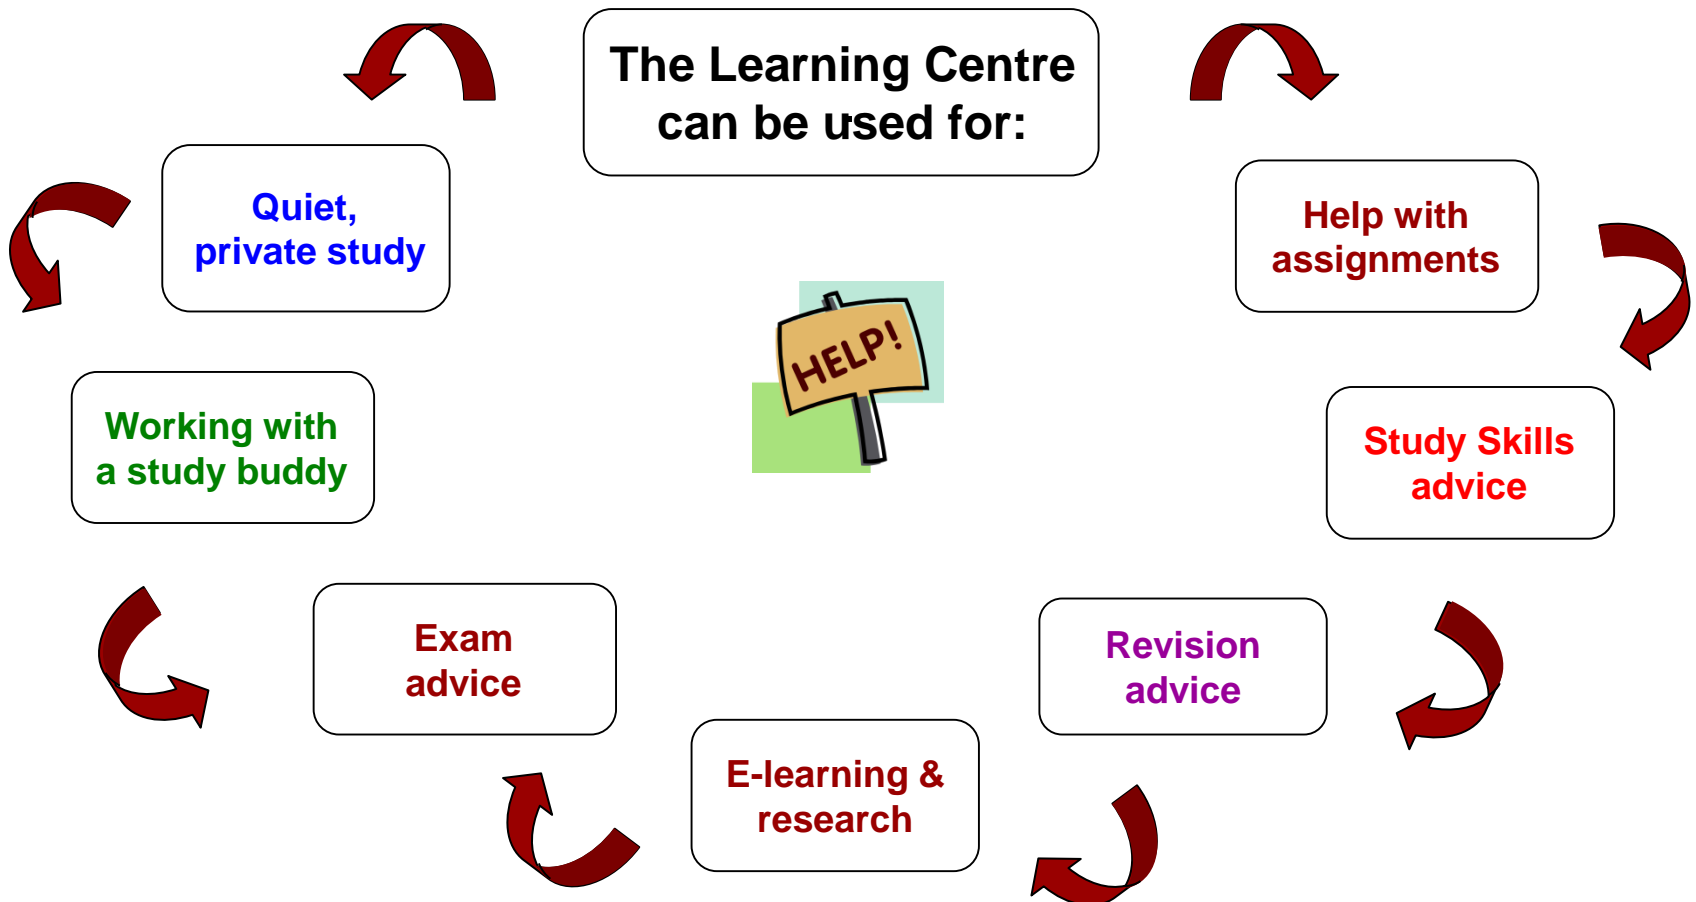 The Learning Centre
can be used for:
Quiet,
private study
Help with
assignments
HELP!
Working with
a study buddy
Study Skills
advice
Exam
advice
Revision
advice
E-learning &
research